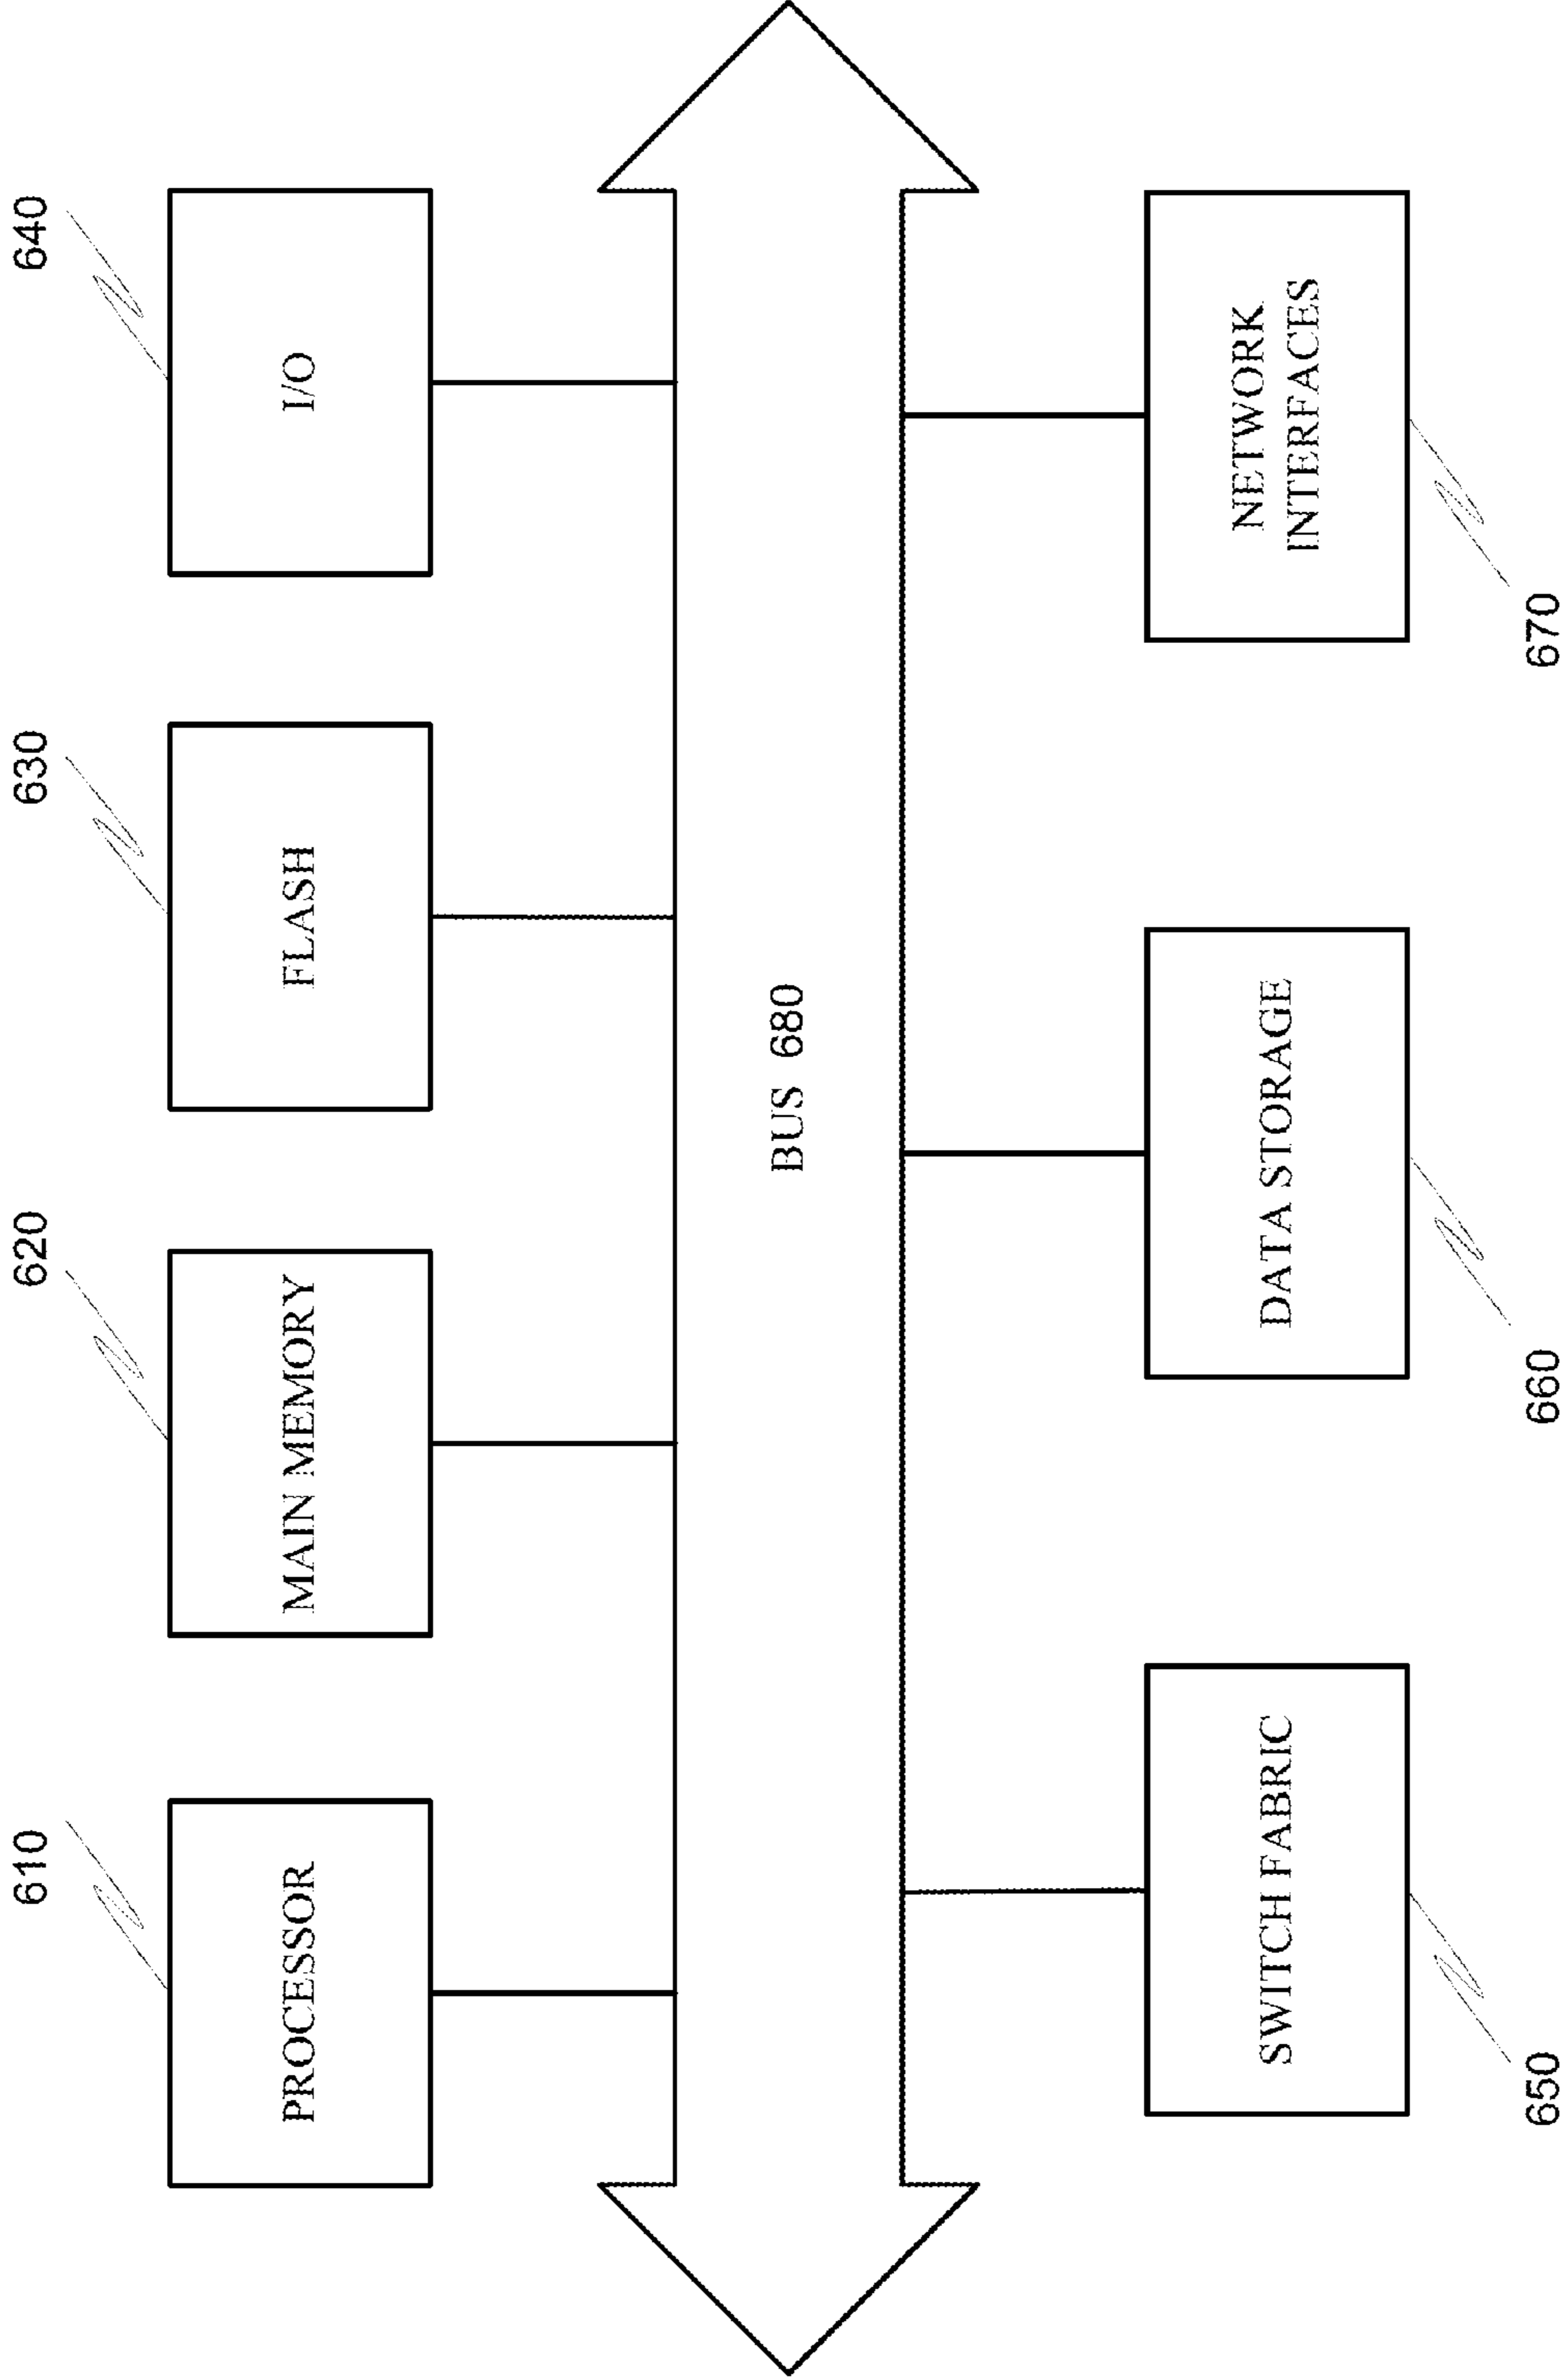 610
620
630
640
PROCESSOR
MAIN MEMORY
FLASH
I/O
BUS 680
SWITCH FABRIC
DATA STORAGE
NETWORK
INTERFACES
650
660
670